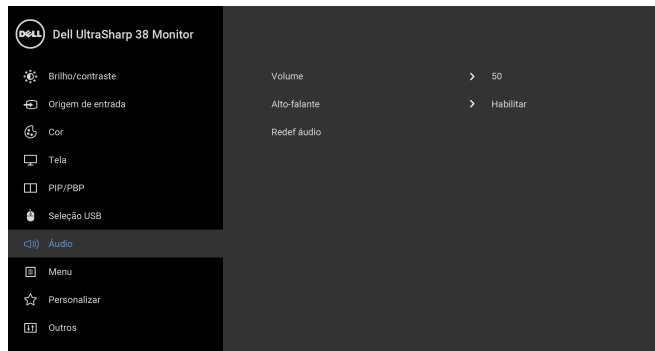 DELL Dell UltraSharp 38 Monitor
Brilho/contraste Volume 50
Origem de entrada Alto-falante Habilitar
Cor Redef áudio
Tela
PIP/PBP
Seleção USB
Áudio
Menu
Personalizar
Outros